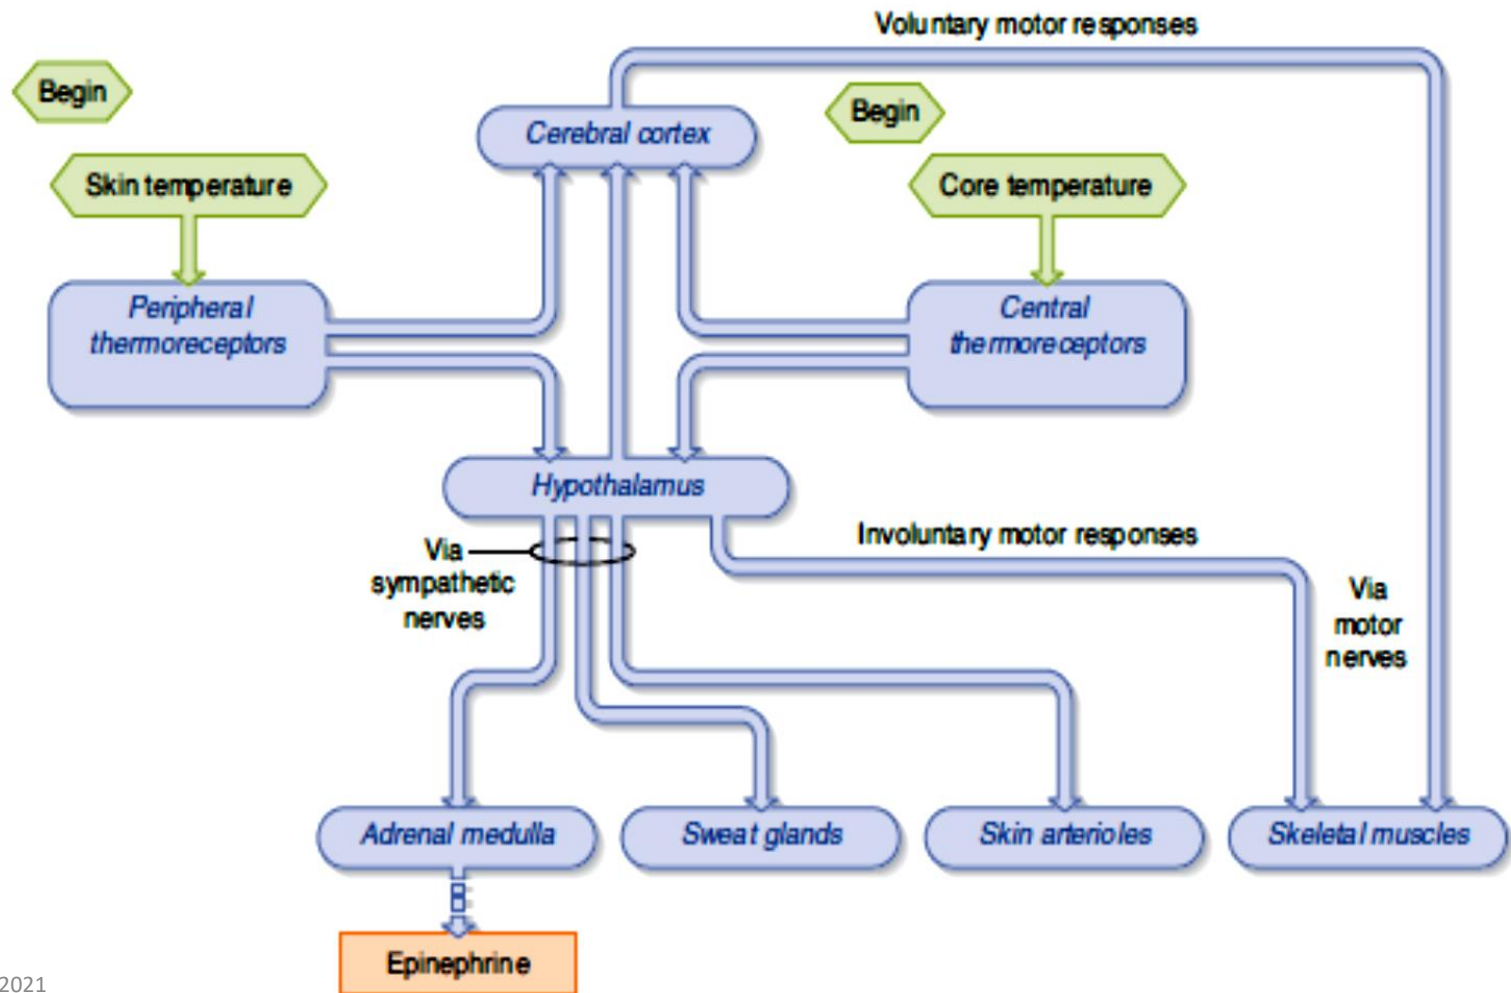 Voluntary motor responses
Begin
Cerebral cortex
Begin
Skin temperature
Core temperature
Peripheral
thermoreceptors
Central
thermoreceptors
Hypothalamus
Via
sympathetic
nerves
Involuntary motor responses
Via
motor
nerves
Adrenal medulla
Sweat glands
Skin arterioles
Skeletal muscles
Epinephrine
2021